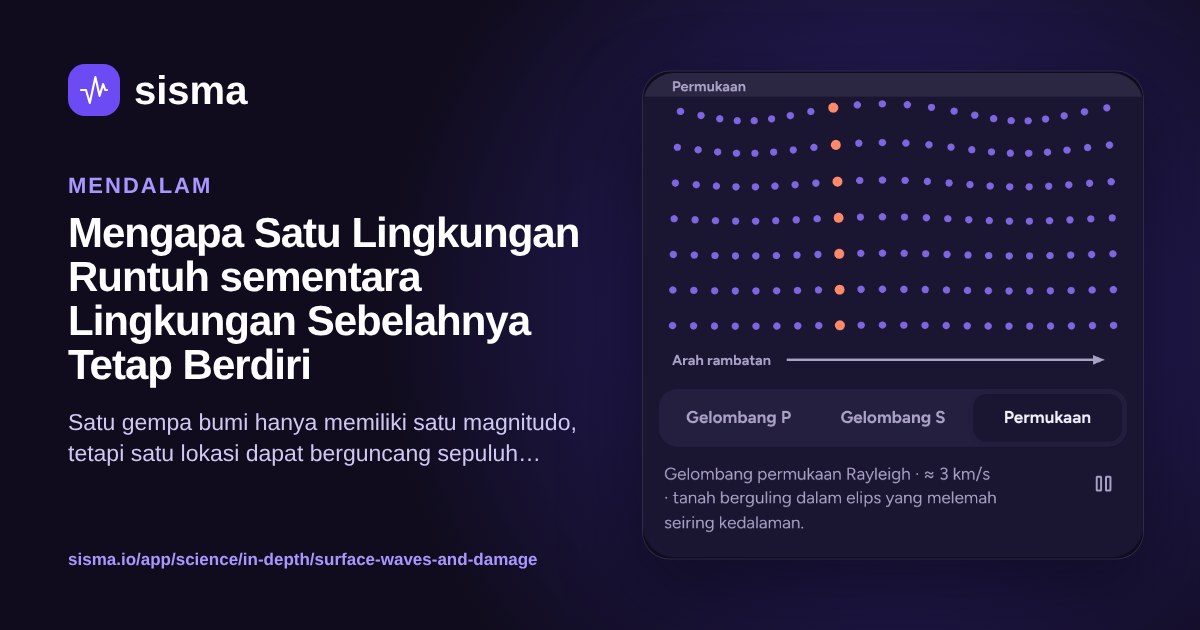 sisma
MENDALAM
Mengapa Satu Lingkungan
Runtuh sementara
Lingkungan Sebelahnya
Tetap Berdiri
Satu gempa bumi hanya memiliki satu magnitudo,
tetapi satu lokasi dapat berguncang sepuluh…
sisma.io/app/science/in-depth/surface-waves-and-damage
Permukaan
Arah rambatan
Gelombang P
Gelombang S
Permukaan
Gelombang permukaan Rayleigh · ≈ 3 km/s
· tanah berguling dalam elips yang melemah
seiring kedalaman.